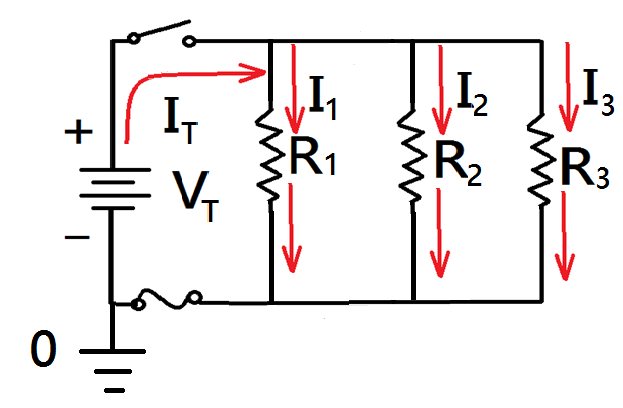 +
I_T
V_T
−
0
I_1
R_1
I_2
R_2
I_3
R_3